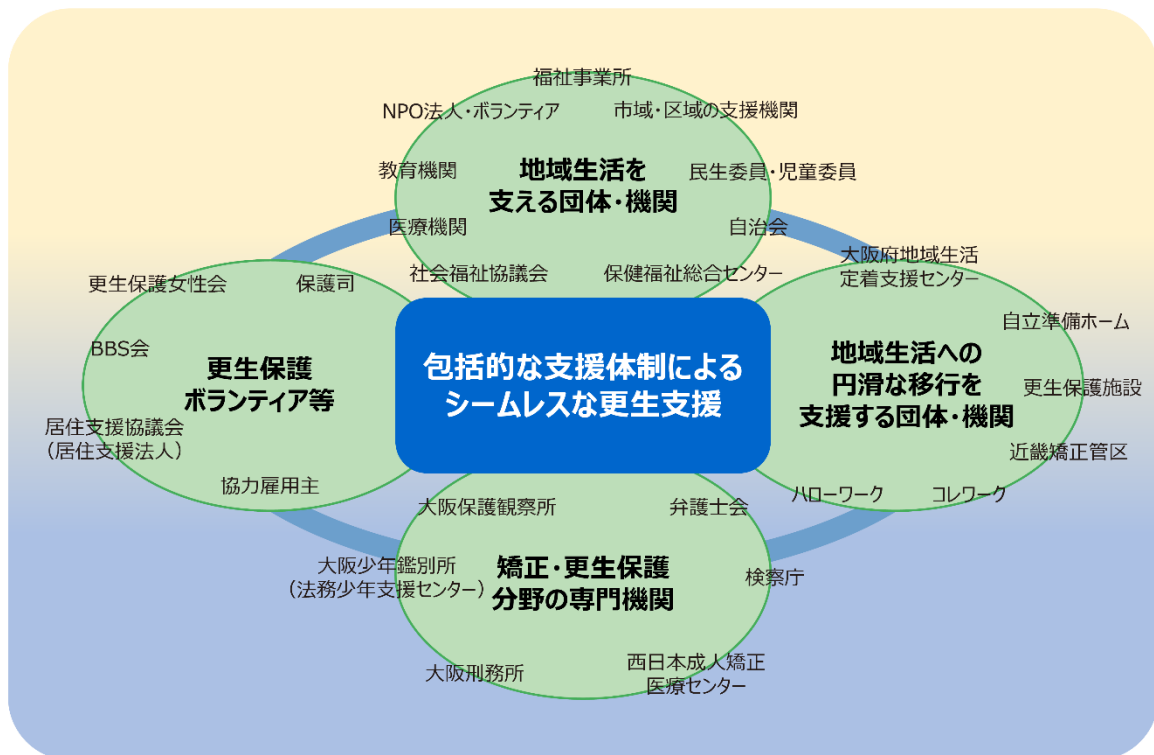 福祉事業所
NPO法人・ボランティア
市域・区域の支援機関
教育機関
地域生活を
支える団体・機関
民生委員・児童委員
医療機関
自治会
社会福祉協議会
保健福祉総合センター
更生保護女性会
保護司
BBS会
更生保護
ボランティア等
居住支援協議会
（居住支援法人）
協力雇用主
包括的な支援体制による
シームレスな更生支援
大阪府地域生活
定着支援センター
自立準備ホーム
地域生活への
円滑な移行を
支援する団体・機関
更生保護施設
近畿矯正管区
ハローワーク
コレワーク
大阪保護観察所
弁護士会
大阪少年鑑別所
（法務少年支援センター）
矯正・更生保護
分野の専門機関
検察庁
大阪刑務所
西日本成人矯正
医療センター